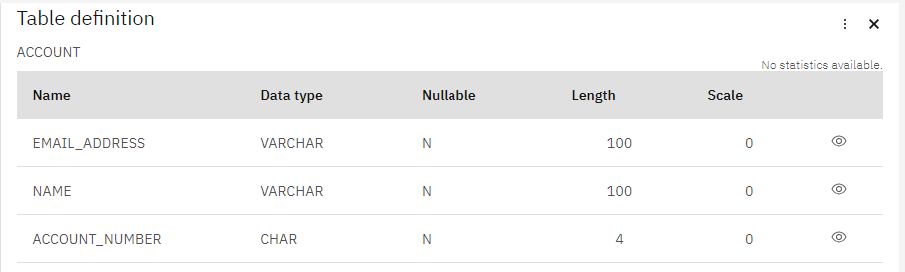 Table definition
ACCOUNT
No statistics available.
Name Data type Nullable Length Scale
EMAIL_ADDRESS VARCHAR N 100 0
NAME VARCHAR N 100 0
ACCOUNT_NUMBER CHAR N 4 0